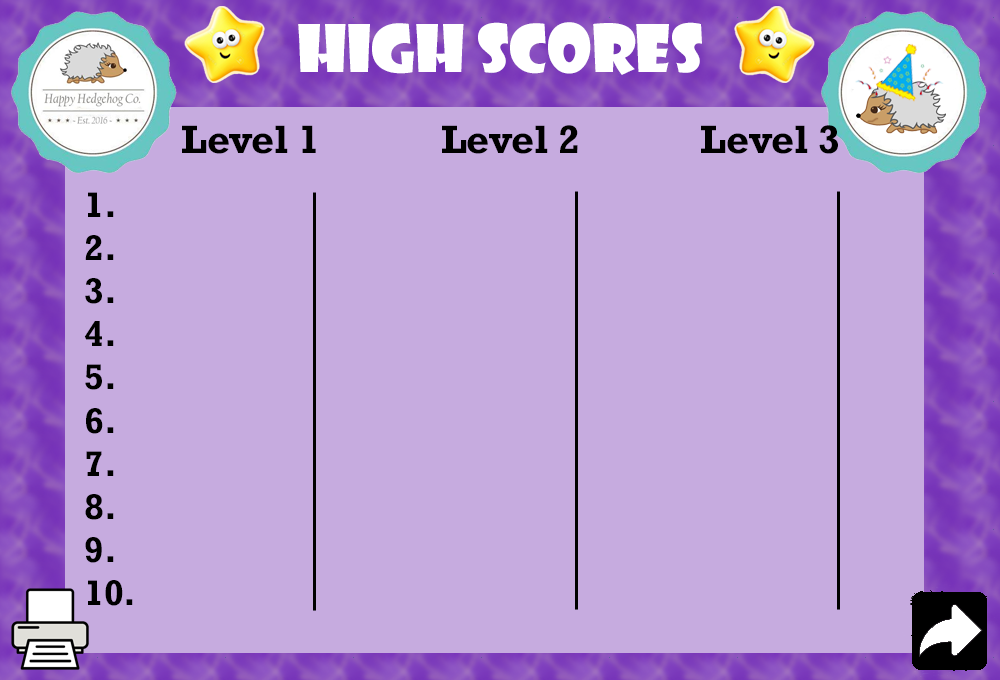 HIGH SCORES
Happy Hedgehog Co.
- Est. 2016 -
Level 1 Level 2 Level 3
1.
2.
3.
4.
5.
6.
7.
8.
9.
10.